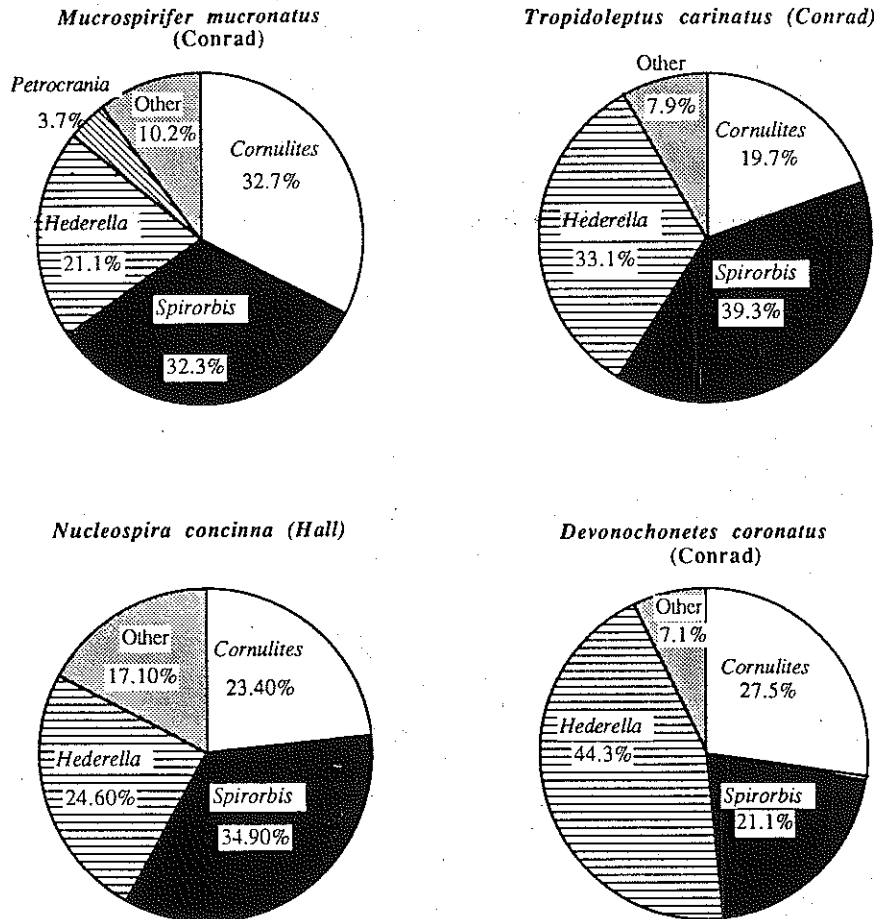 Mucrospirifer mucronatus
(Conrad)
Petrocrania
3.7%
Other
10.2%
Cornulites
32.7%
Hederella
21.1%
Spirorbis
32.3%
Tropidoleptus carinatus (Conrad)
Other
7.9%
Cornulites
19.7%
Hederella
33.1%
Spirorbis
39.3%
Nucleospira concinna (Hall)
Other
17.10%
Cornulites
23.40%
Hederella
24.60%
Spirorbis
34.90%
Devonochonetes coronatus
(Conrad)
Other
7.1%
Cornulites
27.5%
Hederella
44.3%
Spirorbis
21.1%